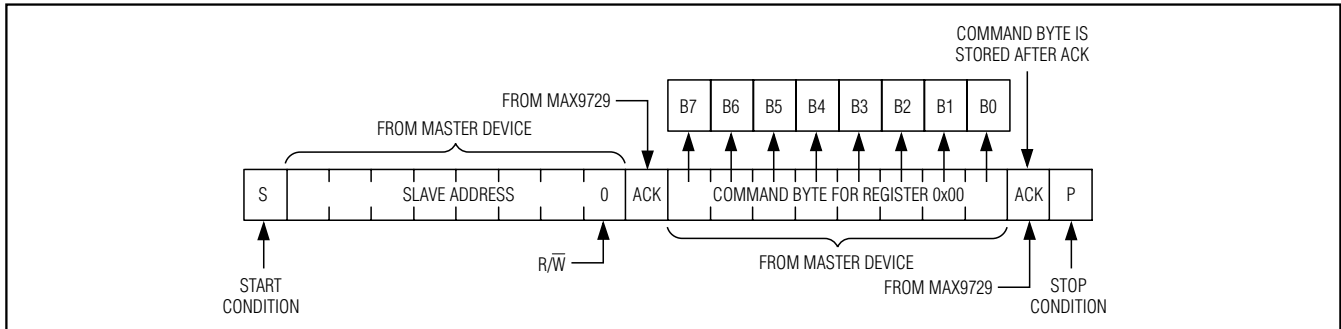 COMMAND BYTE IS
STORED AFTER ACK
FROM MAX9729
B7 B6 B5 B4 B3 B2 B1 B0
FROM MASTER DEVICE
S SLAVE ADDRESS 0 ACK COMMAND BYTE FOR REGISTER 0x00 ACK P
R/W̅
FROM MASTER DEVICE
START
CONDITION
FROM MAX9729
STOP
CONDITION